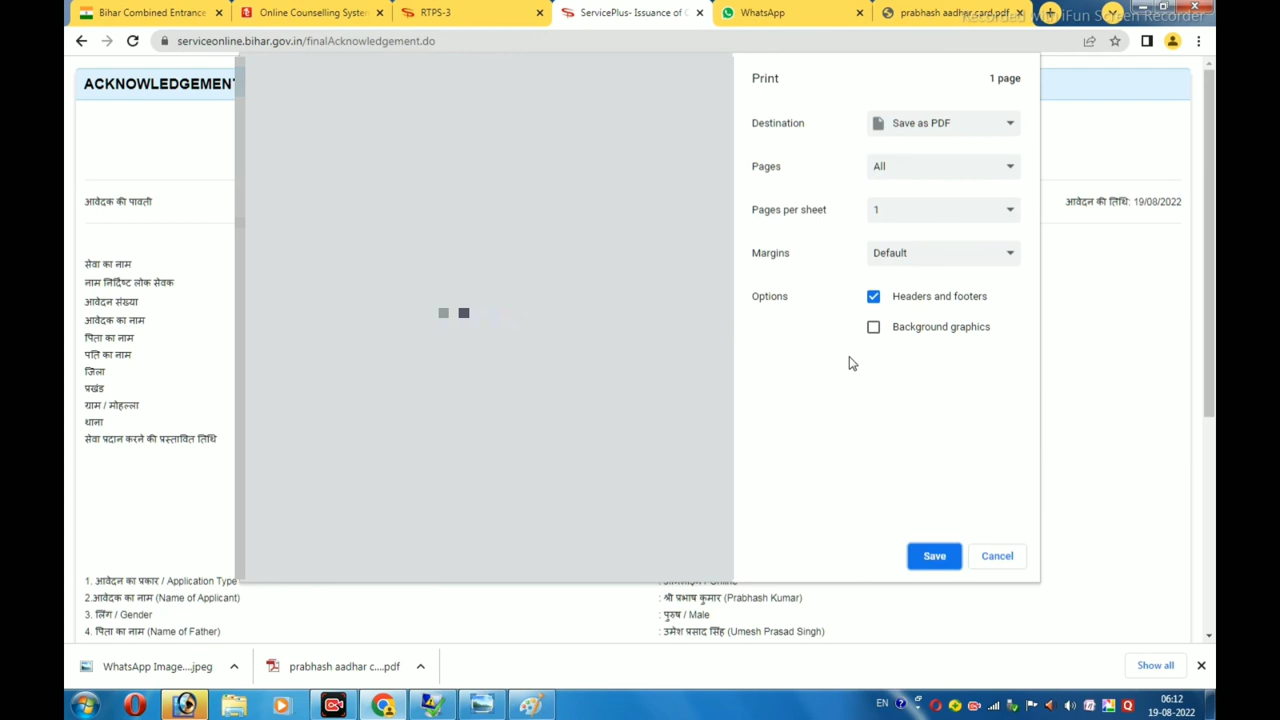 Bihar Combined Entrance
Online Counselling System
RTPS-3
ServicePlus- Issuance of C
WhatsApp
prabhash aadhar card.pdf
Recorded with iFun Screen Recorder
serviceonline.bihar.gov.in/finalAcknowledgement.do
ACKNOWLEDGEMENT
Print
1 page
Destination
Save as PDF
Pages
All
Pages per sheet
1
Margins
Default
Options
Headers and footers
Background graphics
Save
Cancel
आवेदक की पावती
आवेदन की तिथि: 19/08/2022
सेवा का नाम
नाम निर्दिष्ट लोक सेवक
आवेदन संख्या
आवेदक का नाम
पिता का नाम
पति का नाम
जिला
प्रखंड
ग्राम / मोहल्ला
थाना
सेवा प्रदान करने की प्रस्तावित तिथि
1. आवेदन का प्रकार / Application Type
2.आवेदक का नाम (Name of Applicant)
: श्री प्रभाष कुमार (Prabhash Kumar)
3. लिंग / Gender
: पुरुष / Male
4. पिता का नाम (Name of Father)
: उमेश प्रसाद सिंह (Umesh Prasad Singh)
WhatsApp Image....jpeg
prabhash aadhar c....pdf
Show all
EN
06:12
19-08-2022